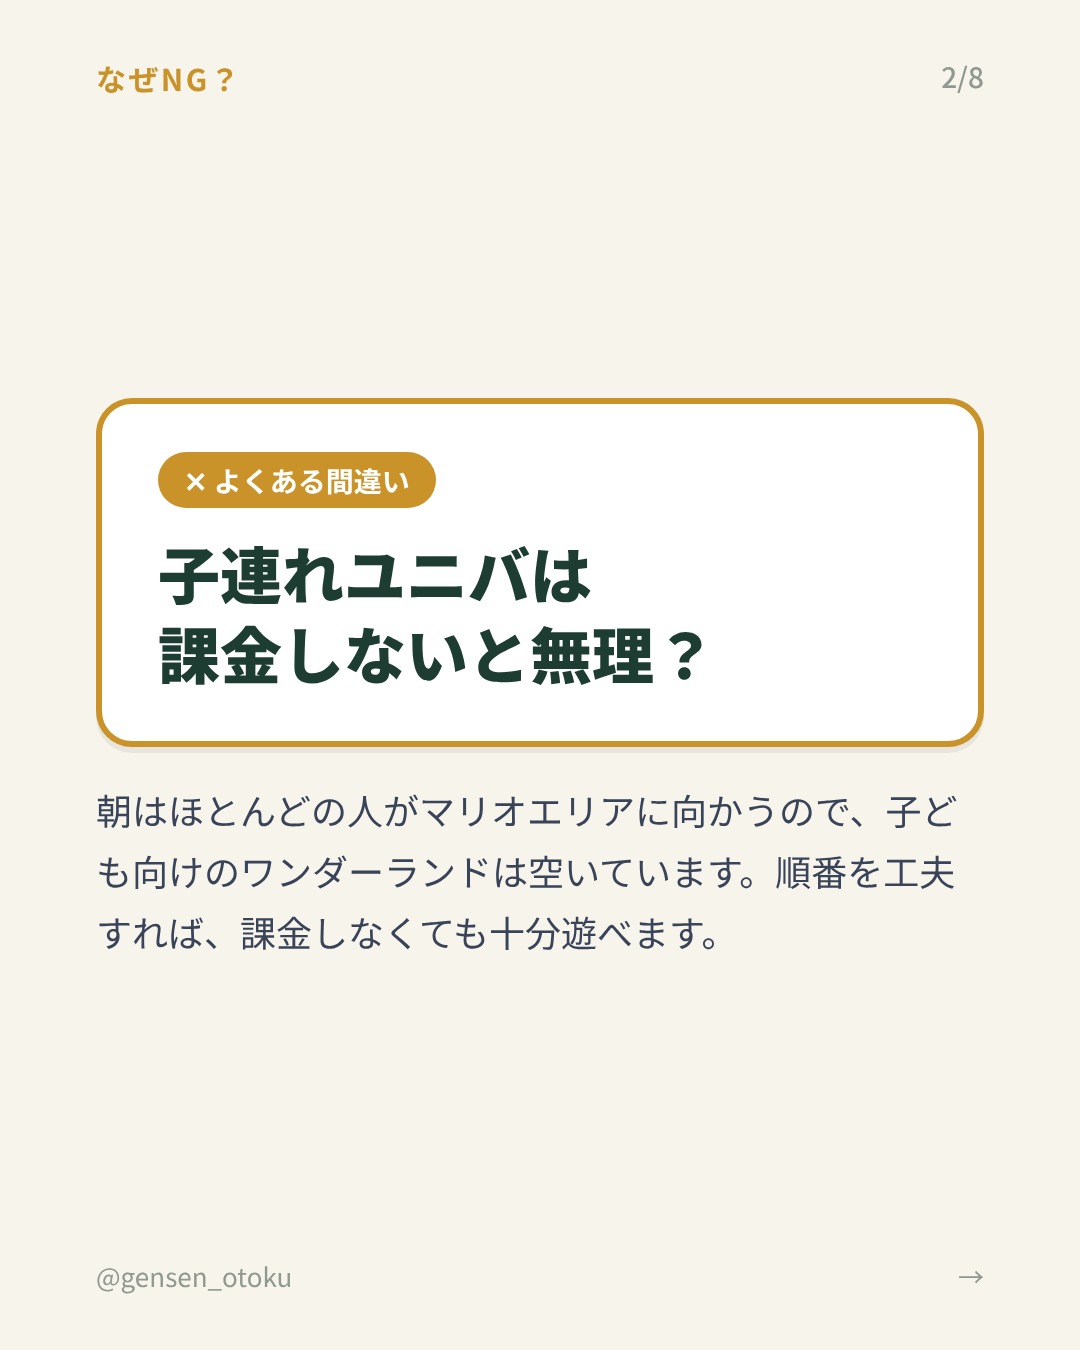 なぜNG？
2/8
× よくある間違い
子連れユニバは
課金しないと無理？
朝はほとんどの人がマリオエリアに向かうので、子ど
も向けのワンダーランドは空いています。順番を工夫
すれば、課金しなくても十分遊べます。
@gensen_otoku
→